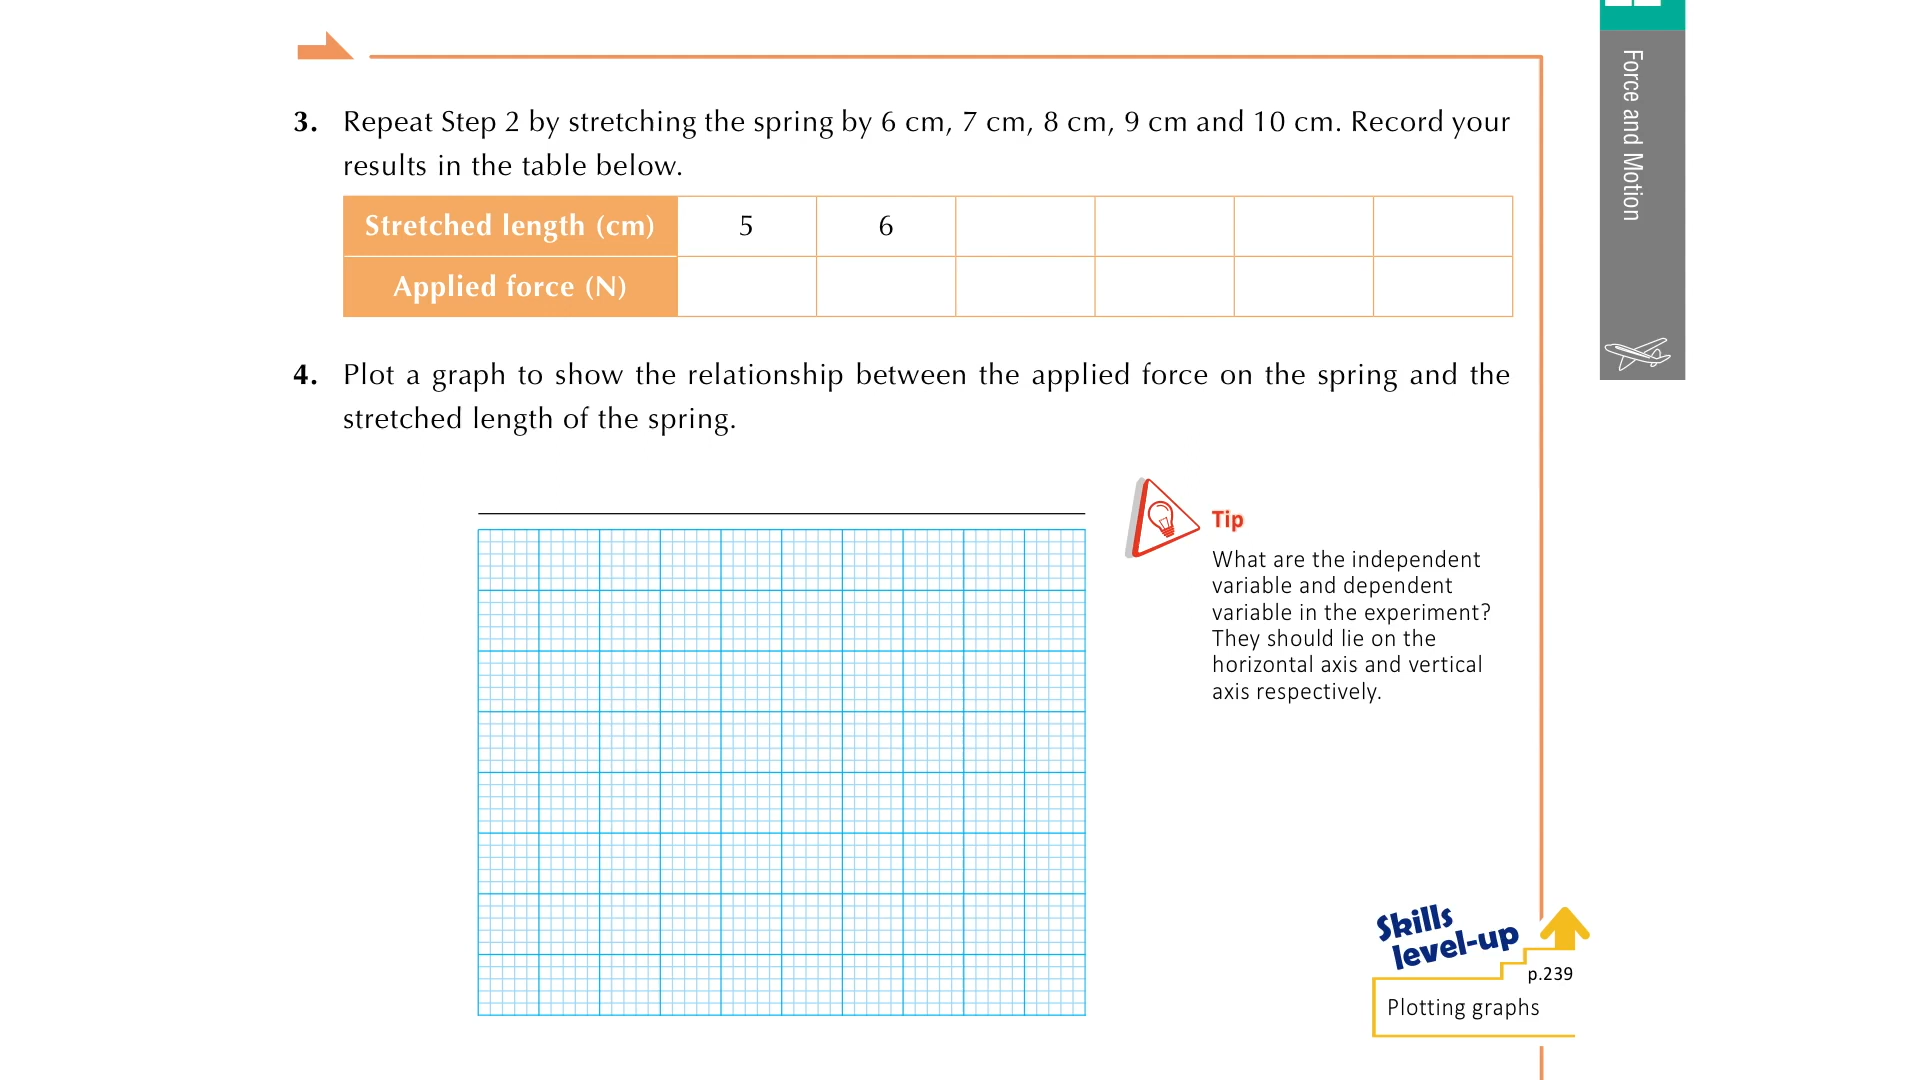 Force and Motion
3. Repeat Step 2 by stretching the spring by 6 cm, 7 cm, 8 cm, 9 cm and 10 cm. Record your
results in the table below.
Stretched length (cm) 5 6
Applied force (N)
4. Plot a graph to show the relationship between the applied force on the spring and the
stretched length of the spring.
Tip
What are the independent
variable and dependent
variable in the experiment?
They should lie on the
horizontal axis and vertical
axis respectively.
Skills
level-up
p.239
Plotting graphs